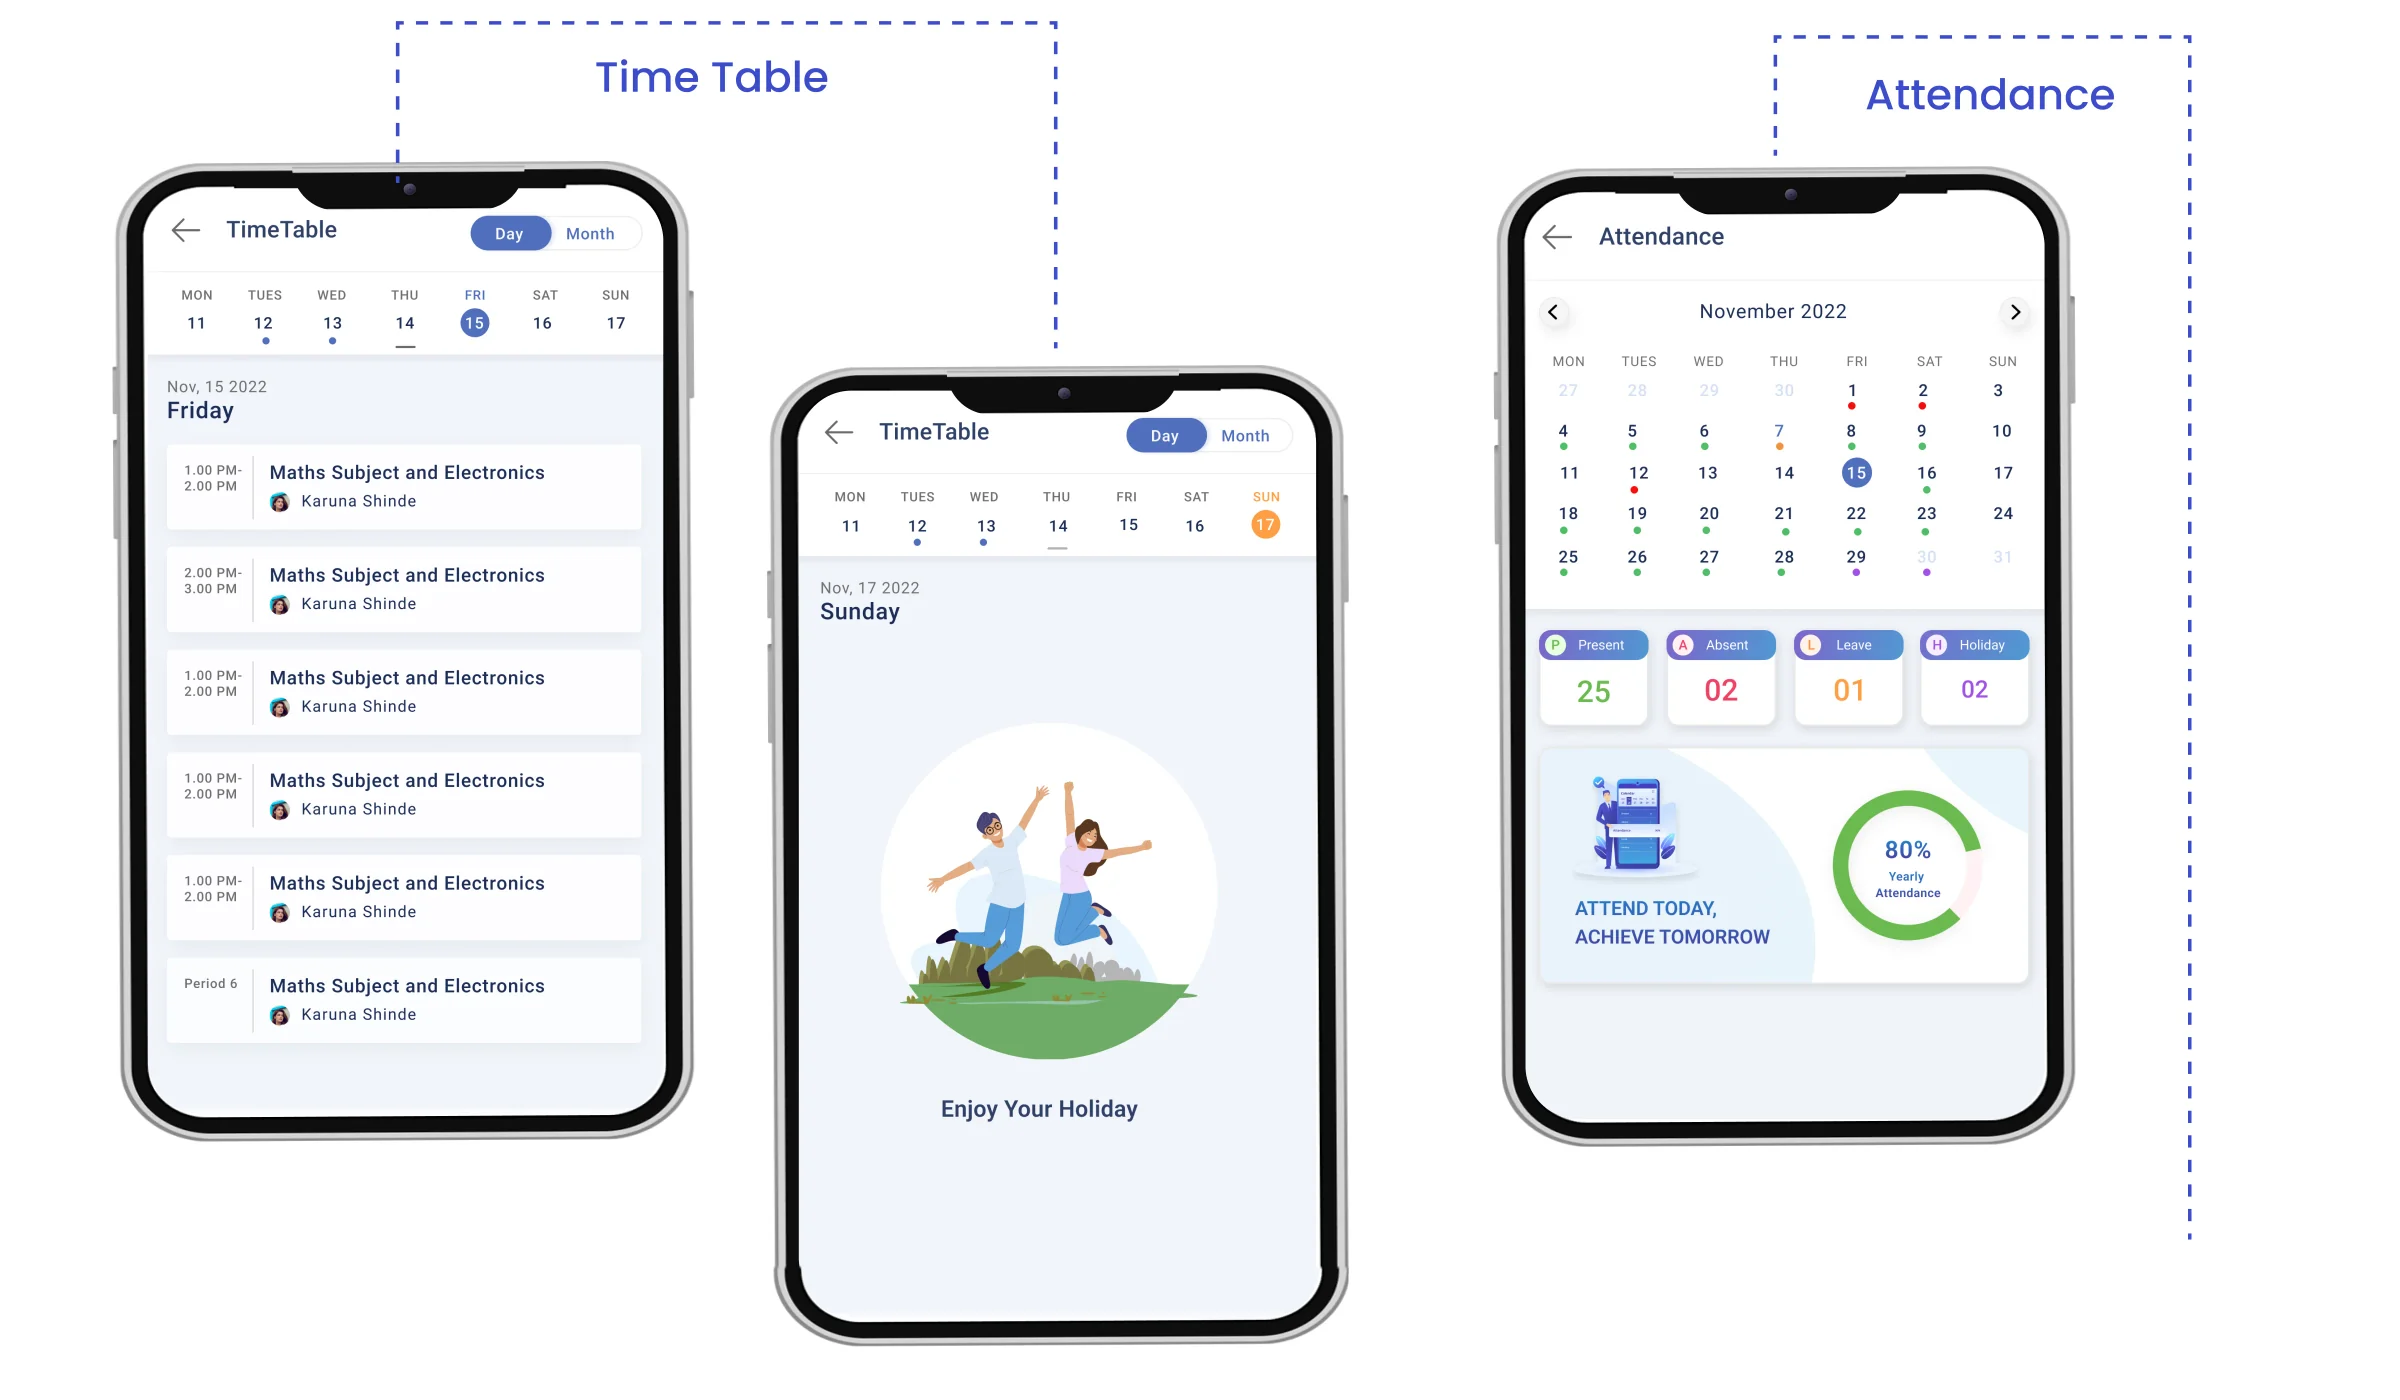 Time Table
Attendance
TimeTable
Day Month
MON TUES WED THU FRI SAT SUN
11 12 13 14 15 16 17
Nov, 15 2022
Friday
1.00 PM-
2.00 PM
Maths Subject and Electronics
Karuna Shinde
2.00 PM-
3.00 PM
Maths Subject and Electronics
Karuna Shinde
1.00 PM-
2.00 PM
Maths Subject and Electronics
Karuna Shinde
1.00 PM-
2.00 PM
Maths Subject and Electronics
Karuna Shinde
1.00 PM-
2.00 PM
Maths Subject and Electronics
Karuna Shinde
Period 6
Maths Subject and Electronics
Karuna Shinde
TimeTable
Day Month
MON TUES WED THU FRI SAT SUN
11 12 13 14 15 16 17
Nov, 17 2022
Sunday
Enjoy Your Holiday
Attendance
November 2022
MON TUES WED THU FRI SAT SUN
27 28 29 30 1 2 3
4 5 6 7 8 9 10
11 12 13 14 15 16 17
18 19 20 21 22 23 24
25 26 27 28 29 30 31
P Present A Absent L Leave H Holiday
25 02 01 02
80%
Yearly
Attendance
ATTEND TODAY,
ACHIEVE TOMORROW